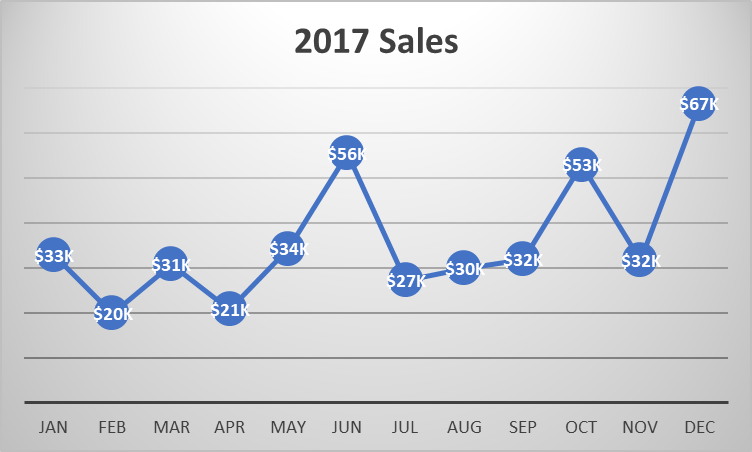 2017 Sales
$33K $20K $31K $21K $34K $56K $27K $30K $32K $53K $32K $67K
JAN FEB MAR APR MAY JUN JUL AUG SEP OCT NOV DEC